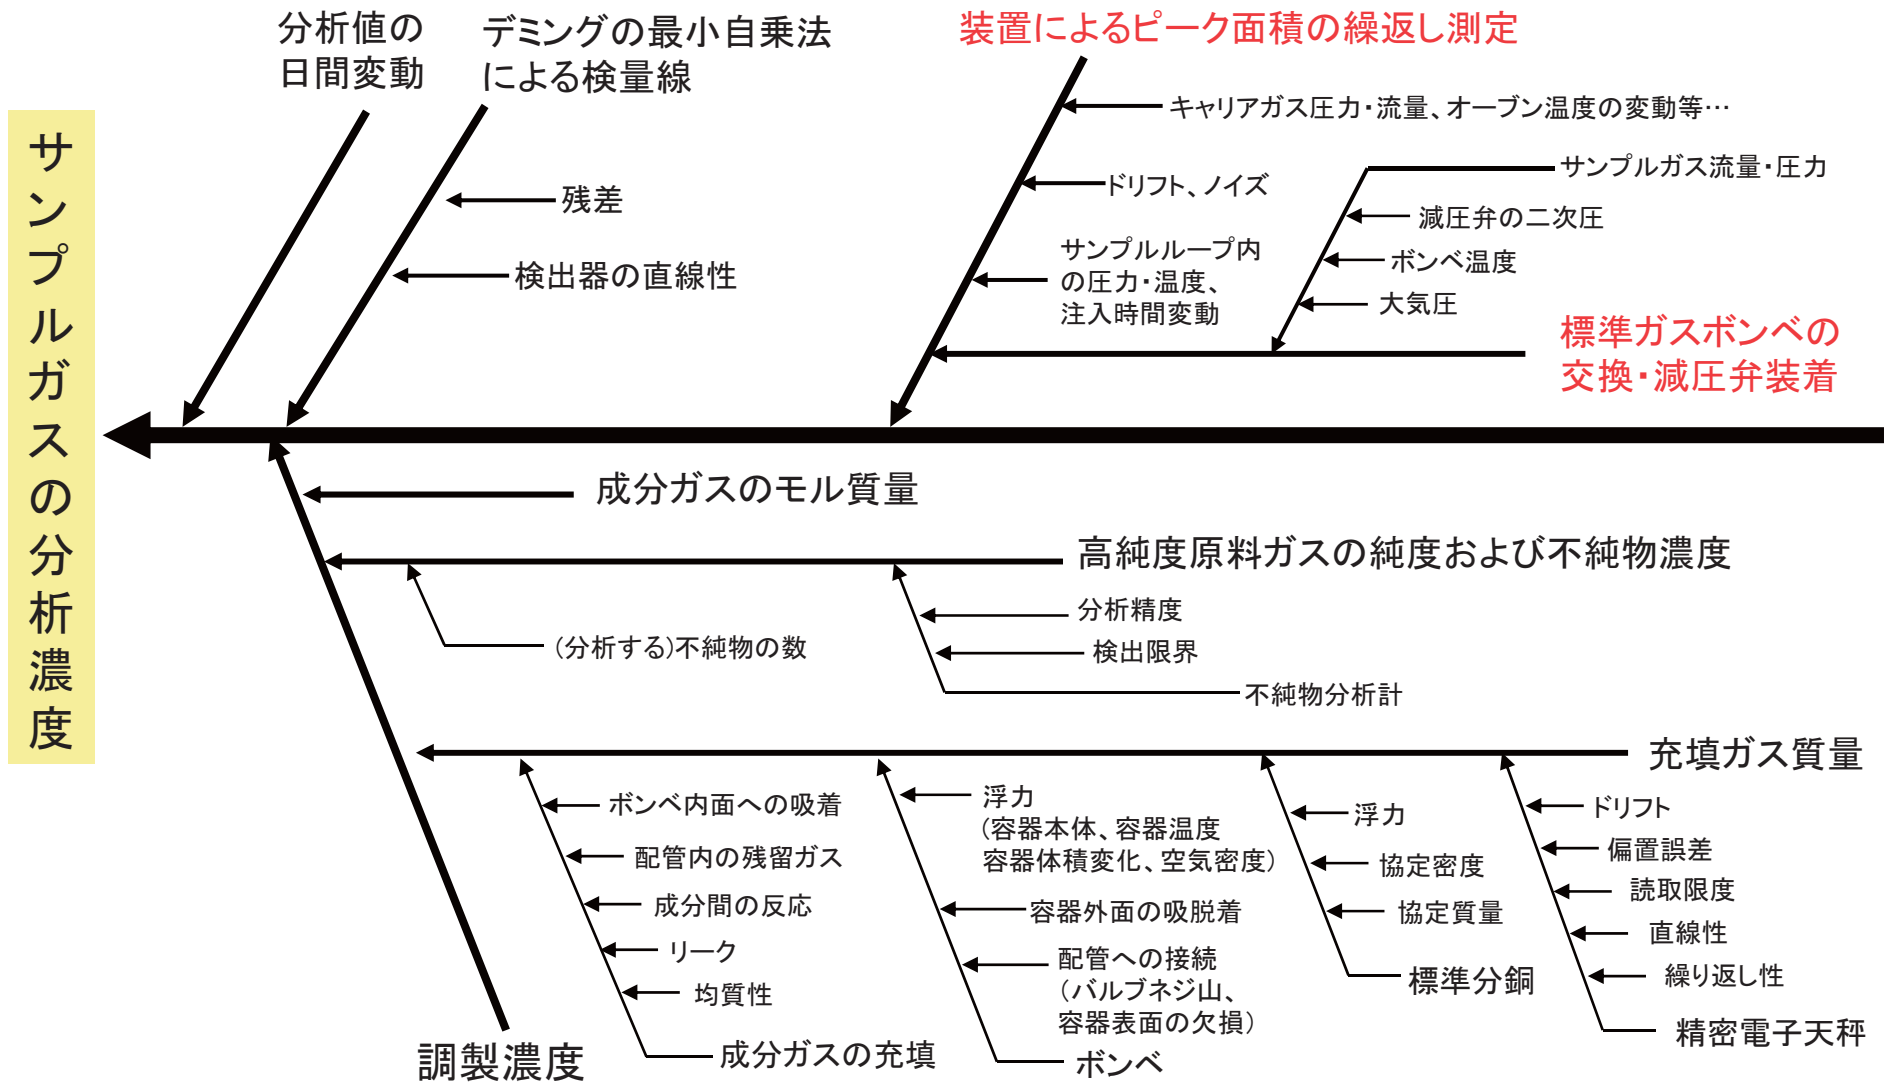 サンプルガスの分析濃度
分析値の
日間変動
デミングの最小自乗法
による検量線
残差
検出器の直線性
装置によるピーク面積の繰返し測定
キャリアガス圧力・流量、オーブン温度の変動等…
ドリフト、ノイズ
サンプルループ内
の圧力・温度、
注入時間変動
サンプルガス流量・圧力
減圧弁の二次圧
ボンベ温度
大気圧
標準ガスボンベの
交換・減圧弁装着
成分ガスのモル質量
高純度原料ガスの純度および不純物濃度
(分析する)不純物の数
分析精度
検出限界
不純物分析計
充填ガス質量
ボンベ内面への吸着
配管内の残留ガス
成分間の反応
リーク
均質性
成分ガスの充填
浮力
(容器本体、容器温度
容器体積変化、空気密度)
容器外面の吸脱着
配管への接続
(バルブネジ山、
容器表面の欠損)
ボンベ
浮力
協定密度
協定質量
標準分銅
ドリフト
偏置誤差
読取限度
直線性
繰り返し性
精密電子天秤
調製濃度